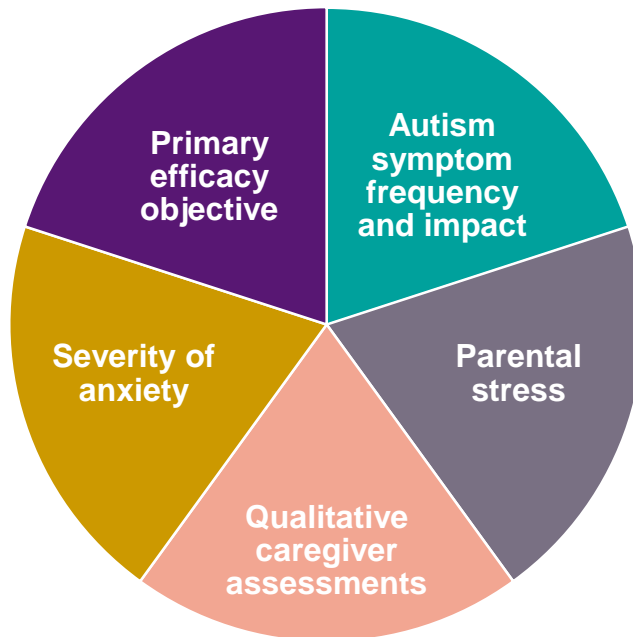 Primary
efficacy
objective
Autism
symptom
frequency
and impact
Severity of
anxiety
Parental
stress
Qualitative
caregiver
assessments